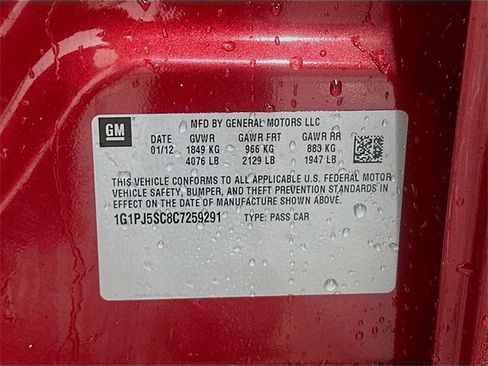 GM
MFD BY GENERAL MOTORS LLC
DATE GVWR GAWR FRT GAWR RR
01/12 1849 KG 966 KG 883 KG
4076 LB 2129 LB 1947 LB
THIS VEHICLE CONFORMS TO ALL APPLICABLE U.S. FEDERAL MOTOR
VEHICLE SAFETY, BUMPER, AND THEFT PREVENTION STANDARDS IN
EFFECT ON THE DATE OF MANUFACTURE SHOWN ABOVE.
1G1PJ5SC8C7259291 TYPE: PASS CAR